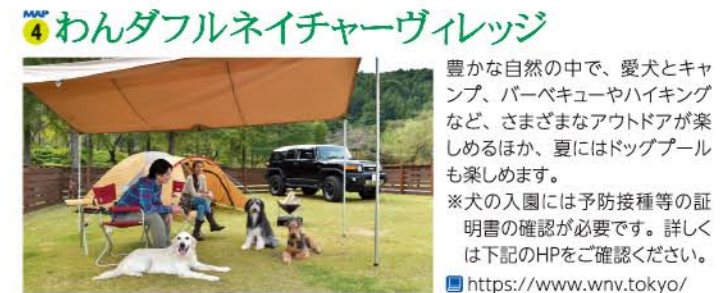 MAP
4 わんダフルネイチャーヴィレッジ
豊かな自然の中で、愛犬とキャ
ンプ、バーベキューやハイキング
など、さまざまなアウトドアが楽
しめるほか、夏にはドッグプール
も楽しめます。
※犬の入園には予防接種等の証
明書の確認が必要です。詳しく
は下記のHPをご確認ください。
https://www.wnv.tokyo/